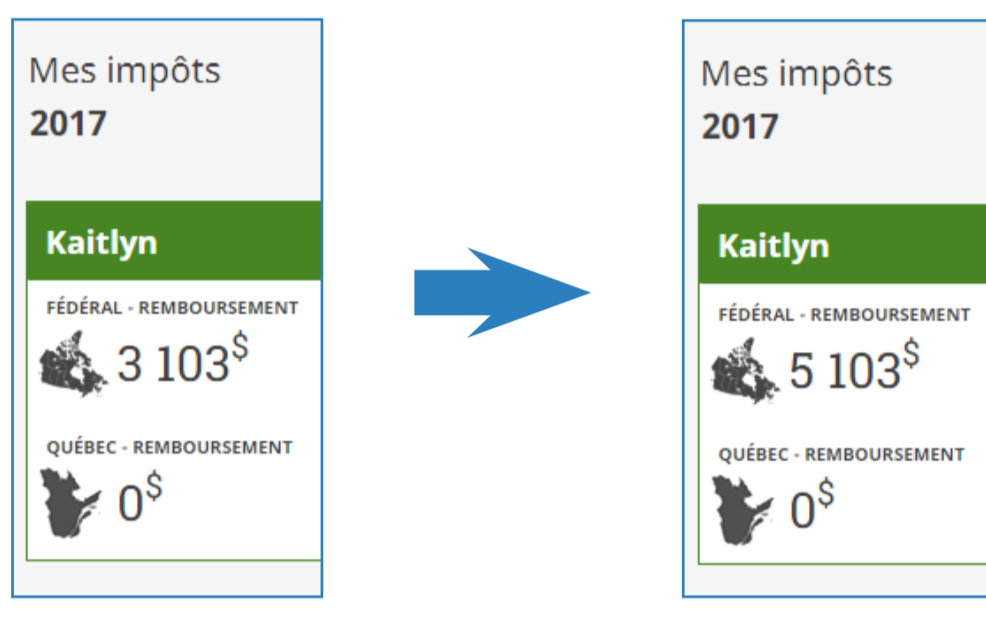 Mes impôts
2017
Kaitlyn
FÉDÉRAL - REMBOURSEMENT
3 103$
QUÉBEC - REMBOURSEMENT
0$
Mes impôts
2017
Kaitlyn
FÉDÉRAL - REMBOURSEMENT
5 103$
QUÉBEC - REMBOURSEMENT
0$